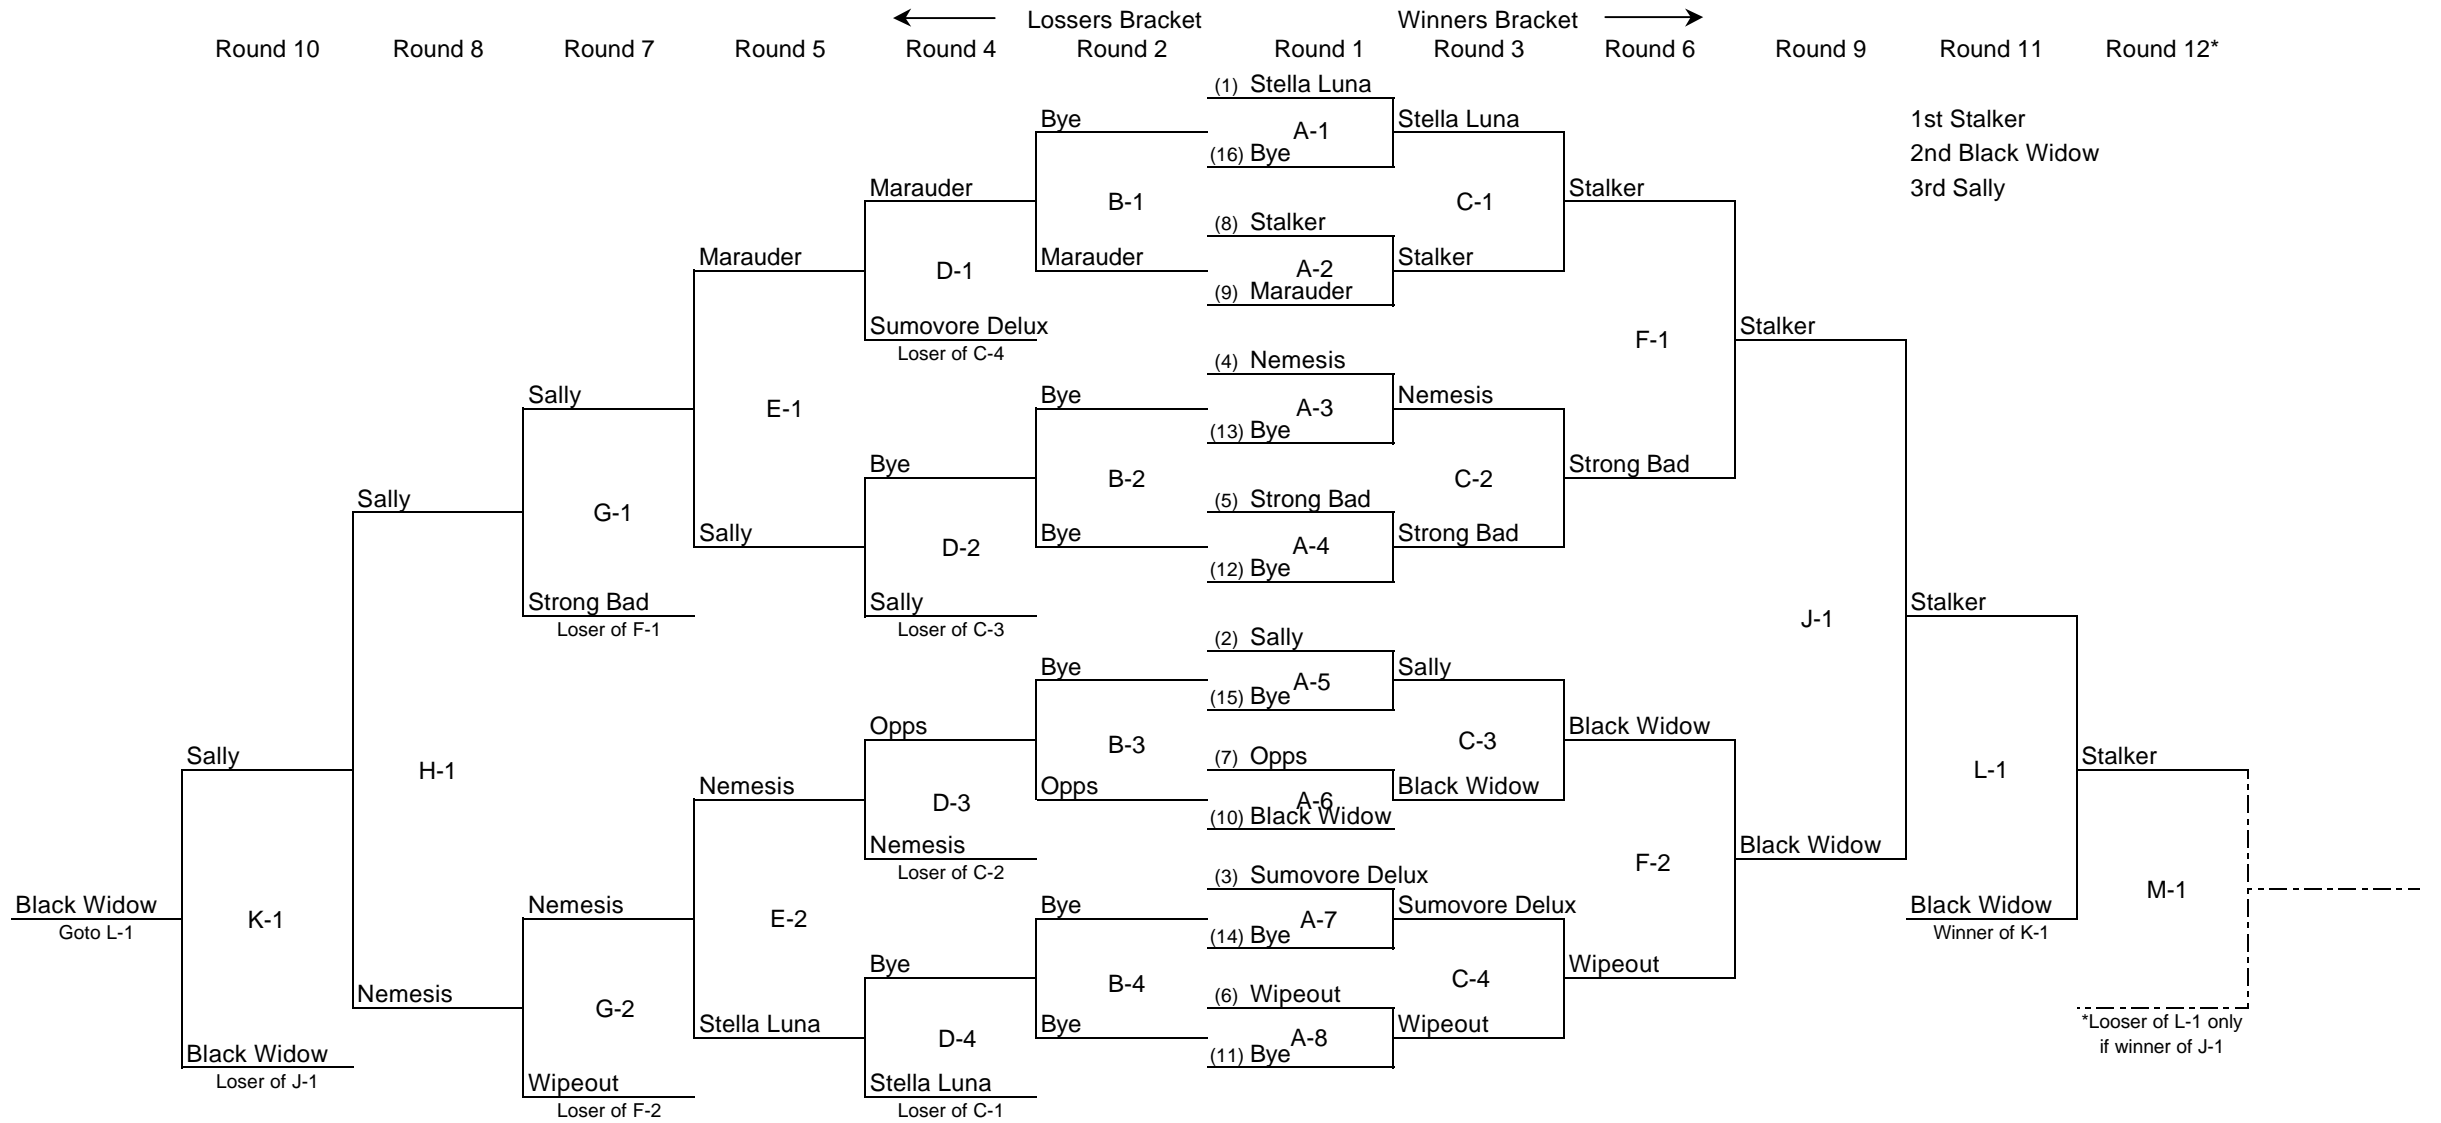 Lossers Bracket Winners Bracket
Round 10 Round 8 Round 7 Round 5 Round 4 Round 2 Round 1 Round 3 Round 6 Round 9 Round 11 Round 12*
(1) Stella Luna
Bye A-1 Stella Luna 1st Stalker
(16) Bye 2nd Black Widow
Marauder B-1 C-1 Stalker 3rd Sally
(8) Stalker
Marauder D-1 Marauder A-2 Stalker
(9) Marauder
Sumovore Delux F-1 Stalker
Loser of C-4
(4) Nemesis
Sally E-1 Bye A-3 Nemesis
(13) Bye
Bye B-2 C-2 Strong Bad
Sally G-1 (5) Strong Bad
Sally D-2 Bye A-4 Strong Bad
(12) Bye
Strong Bad Sally J-1 Stalker
Loser of F-1 Loser of C-3
(2) Sally
Bye A-5 Sally
(15) Bye
Opps B-3 C-3 Black Widow
Sally H-1 (7) Opps L-1 Stalker
Nemesis D-3 Opps A-6 Black Widow
(10) Black Widow
Nemesis F-2 Black Widow
Loser of C-2
(3) Sumovore Delux M-1
Black Widow K-1 Nemesis E-2 Bye A-7 Sumovore Delux Black Widow
Goto L-1 (14) Bye Winner of K-1
Bye B-4 C-4 Wipeout
Nemesis (6) Wipeout
G-2 Stella Luna D-4 Bye A-8 Wipeout *Looser of L-1 only
if winner of J-1
Black Widow (11) Bye
Loser of J-1
Wipeout Stella Luna
Loser of F-2 Loser of C-1